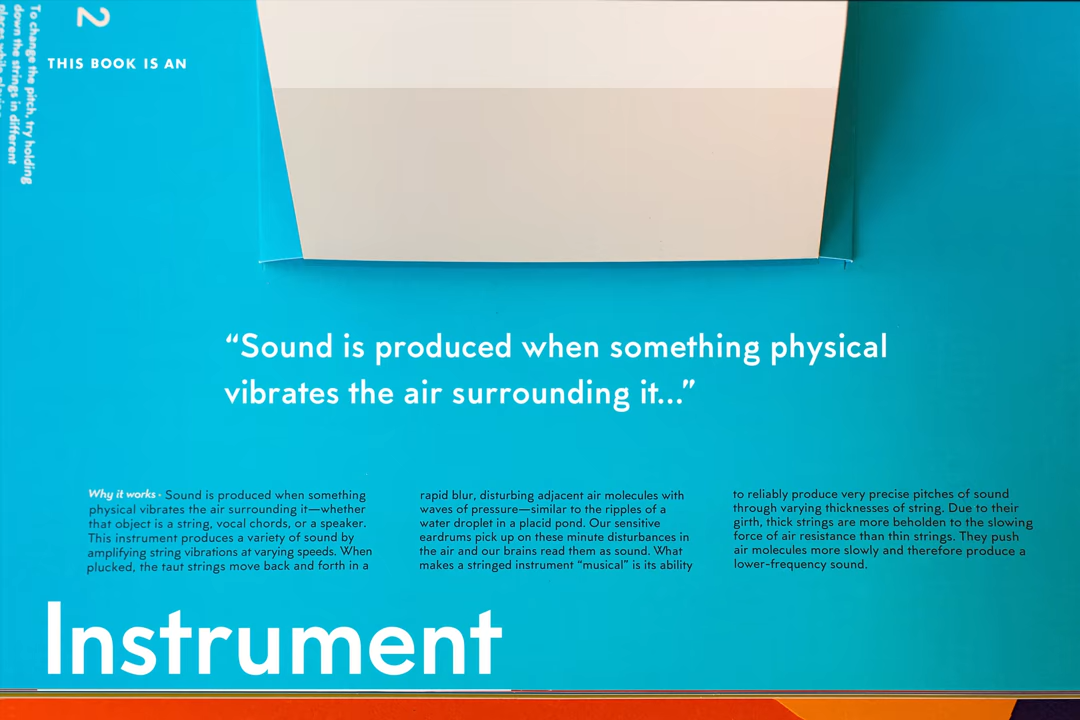 2
To change the pitch, try holding
down the strings in different
THIS BOOK IS AN
“Sound is produced when something physical
vibrates the air surrounding it...”
Why it works - Sound is produced when something
physical vibrates the air surrounding it—whether
that object is a string, vocal chords, or a speaker.
This instrument produces a variety of sound by
amplifying string vibrations at varying speeds. When
plucked, the taut strings move back and forth in a
rapid blur, disturbing adjacent air molecules with
waves of pressure—similar to the ripples of a
water droplet in a placid pond. Our sensitive
eardrums pick up on these minute disturbances in
the air and our brains read them as sound. What
makes a stringed instrument “musical” is its ability
to reliably produce very precise pitches of sound
through varying thicknesses of string. Due to their
girth, thick strings are more beholden to the slowing
force of air resistance than thin strings. They push
air molecules more slowly and therefore produce a
lower-frequency sound.
Instrument